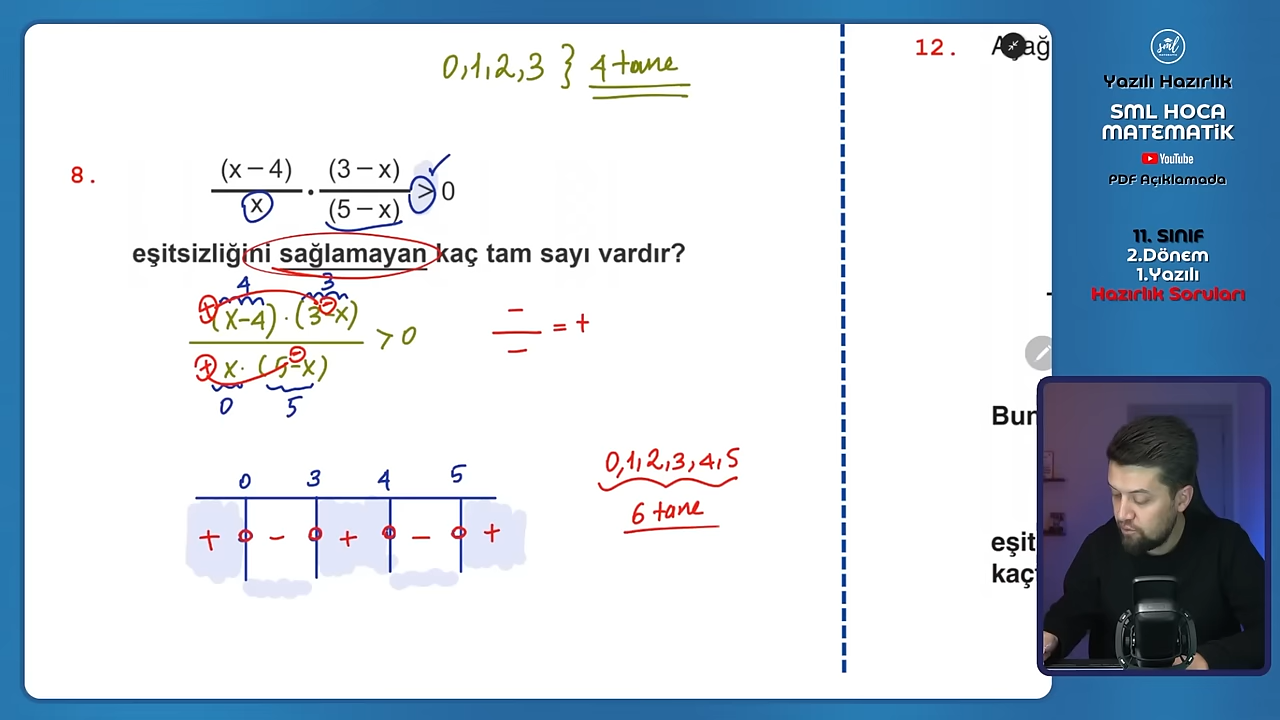 0,1,2,3 } 4 tane
8.
(x – 4) / x · (3 – x) / (5 – x) > 0
eşitsizliğini sağlamayan kaç tam sayı vardır?
4 3
+ (x-4) · (3-x) −
> 0
+ x · (5-x) −
0 5
− / − = +
0 3 4 5
+ − + − +
0,1,2,3,4,5
6 tane
12.
Bun
eşit
kaç
sml
Yazılı Hazırlık
SML HOCA
MATEMATİK
YouTube
PDF Açıklamada
11. SINIF
2.Dönem
1.Yazılı
Hazırlık Soruları